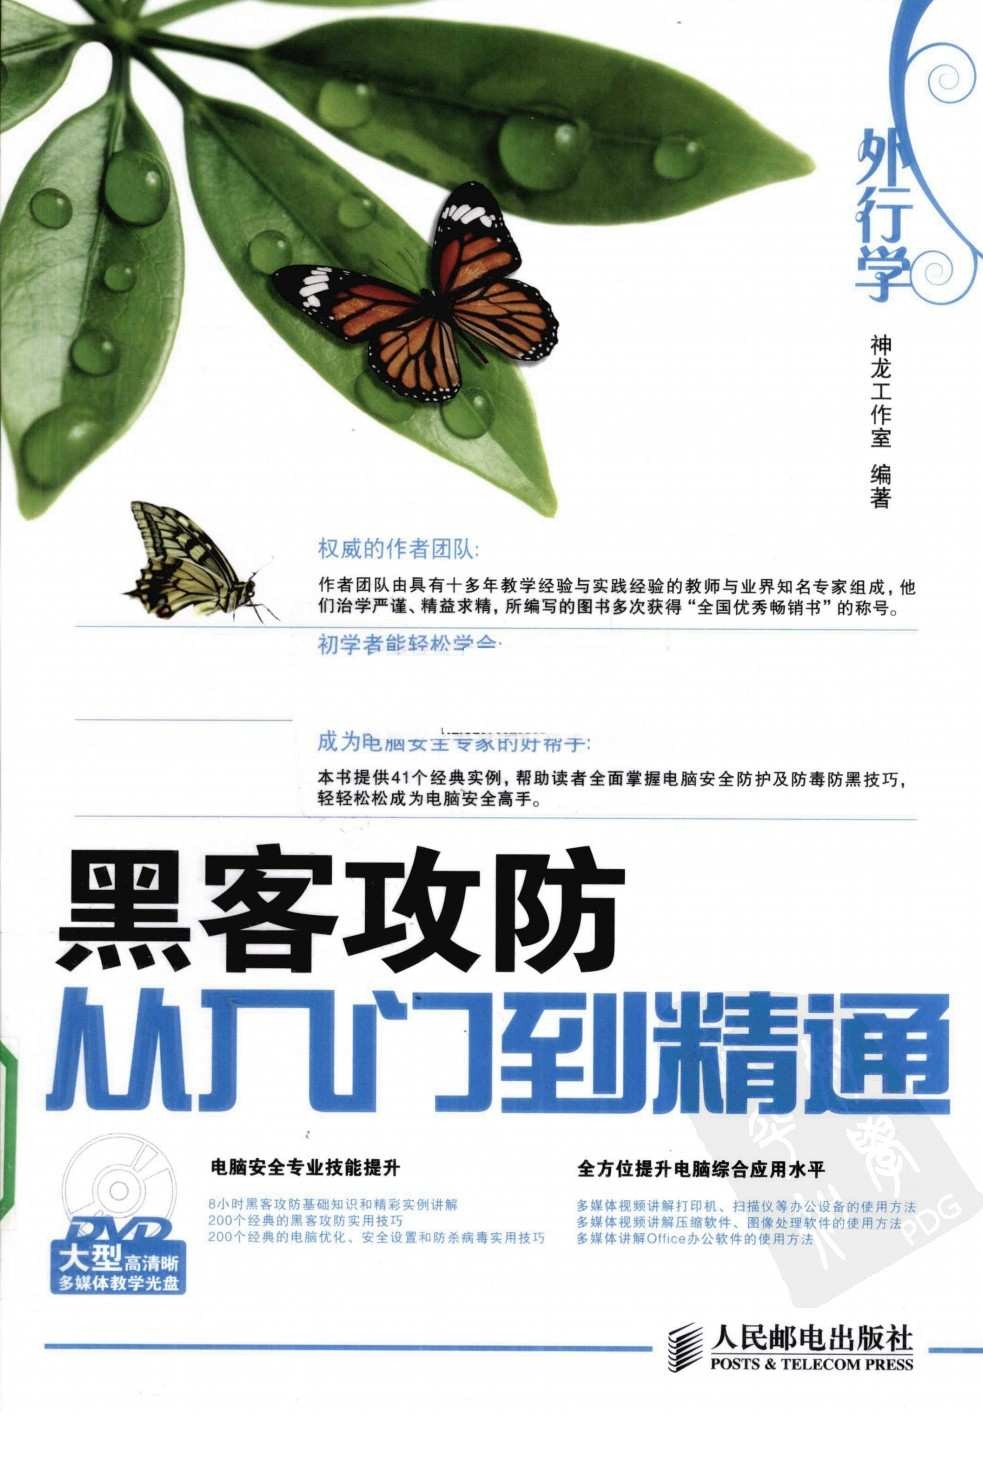 外行学
神龙工作室 编著
权威的作者团队:
作者团队由具有十多年教学经验与实践经验的教师与业界知名专家组成，他
们治学严谨、精益求精，所编写的图书多次获得“全国优秀畅销书”的称号。
初学者能轻松学会:
成为电脑安全专家的好帮手:
本书提供41个经典实例，帮助读者全面掌握电脑安全防护及防毒防黑技巧，
轻轻松松成为电脑安全高手。
黑客攻防
从入门到精通
电脑安全专业技能提升
8小时黑客攻防基础知识和精彩实例讲解
200个经典的黑客攻防实用技巧
200个经典的电脑优化、安全设置和防杀病毒实用技巧
全方位提升电脑综合应用水平
多媒体视频讲解打印机、扫描仪等办公设备的使用方法
多媒体视频讲解压缩软件、图像处理软件的使用方法
多媒体讲解Office办公软件的使用方法
DVD
大型高清晰
多媒体教学光盘
PDG
人民邮电出版社
POSTS & TELECOM PRESS